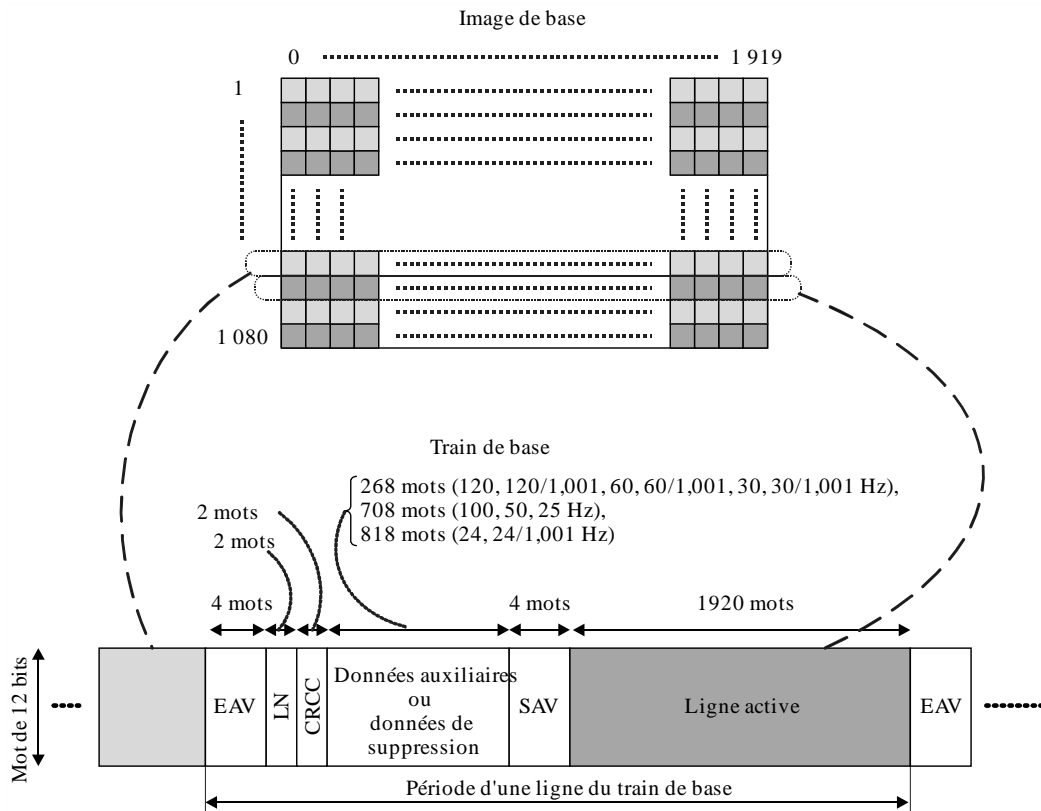 Image de base
0
1 919
1
1 080
Train de base
268 mots (120, 120/1,001, 60, 60/1,001, 30, 30/1,001 Hz),
708 mots (100, 50, 25 Hz),
818 mots (24, 24/1,001 Hz)
2 mots
2 mots
4 mots
4 mots
1920 mots
Mot de 12 bits
EAV
LN
CRCC
Données auxiliaires
ou
données de
suppression
SAV
Ligne active
EAV
Période d'une ligne du train de base